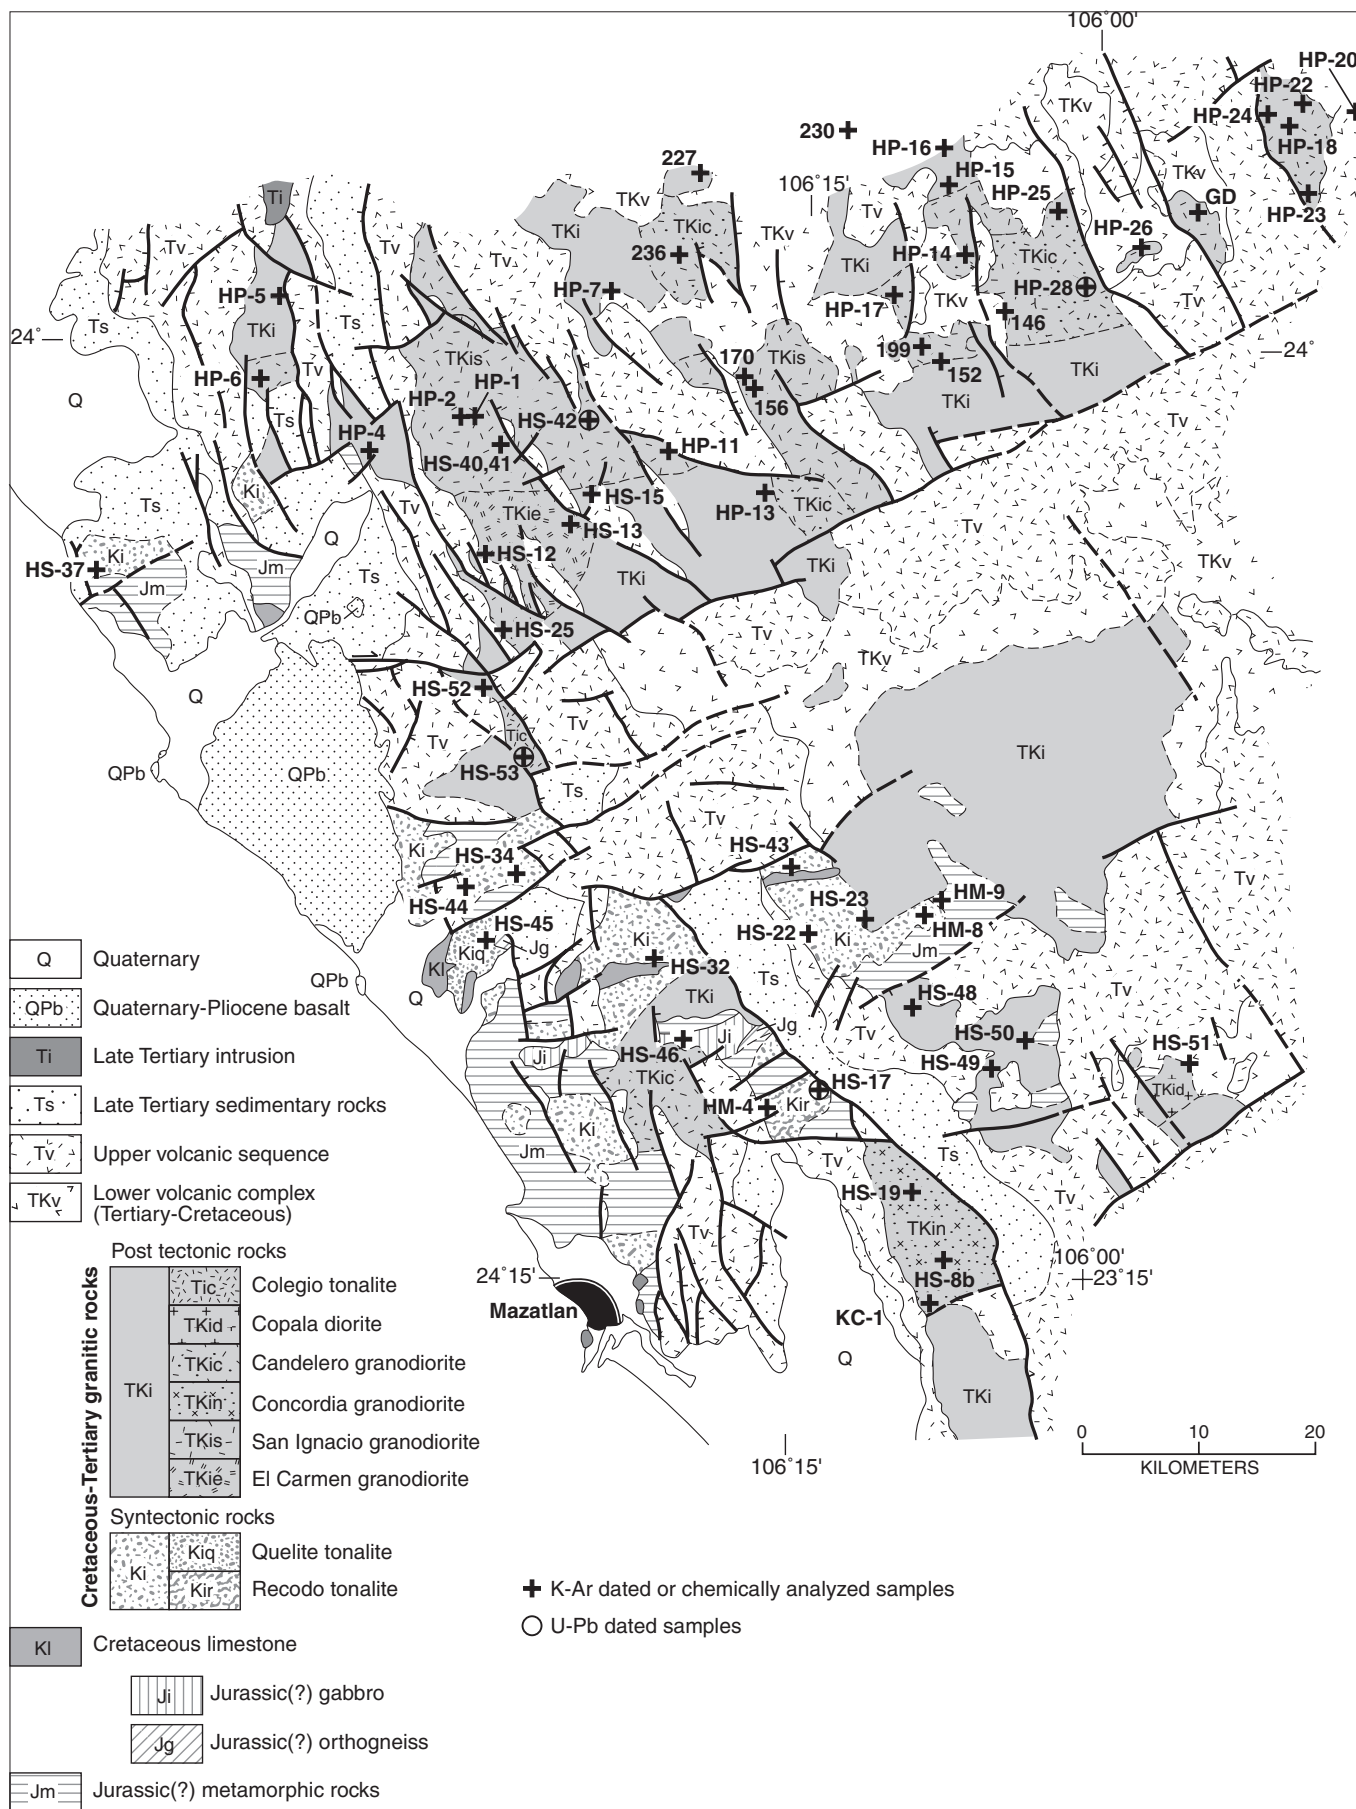 106°00'
HP-20
HP-22
TKv
HP-24
230
HP-16
HP-18
227
106°15'
HP-15
TKv
HP-25
GD
Ti
TKv
Tv
HP-23
TKi
TKic
HP-26
Tv
Tv
Tv
TKv
236
HP-14
TKic
TKi
HP-5
HP-7
HP-28
Ts
Ts
HP-17
TKv
Tv
24°
TKi
146
TKis
170
TKis
199
24°
HP-6
Tv
HP-1
152
TKi
Q
HP-2
156
TKi
Ts
HS-42
Tv
HP-4
HP-11
HS-40,41
Ki
HS-15
Ts
Tv
TKie
HP-13
TKic
Q
HS-13
Tv
Ki
HS-12
HS-37
Jm
Jm
Ts
TKi
TKi
TKv
QPb
HS-25
Tv
TKv
Q
HS-52
Tv
Tv
Tic
TKi
QPb
QPb
HS-53
Ts
Tv
Ki
HS-43
HS-34
Tv
HS-44
HM-9
HS-23
HS-45
HM-8
HS-22
Ki
Jg
Ki
Jm
Q
Quaternary
Kiq
Kl
HS-32
QPb
Q
Ts
QPb
Quaternary-Pliocene basalt
TKi
HS-48
Tv
Jg
Ti
Late Tertiary intrusion
Ji
Ji
Tv
HS-50
HS-51
HS-46
HS-49
TKic
HS-17
TKid
Ts
Late Tertiary sedimentary rocks
HM-4
Kir
Ki
Tv
Upper volcanic sequence
Jm
Tv
Ts
TKv
Lower volcanic complex
(Tertiary-Cretaceous)
HS-19
Tv
TKin
Tv
Post tectonic rocks
106°00'
24°15'
23°15'
HS-8b
Tic
Colegio tonalite
Mazatlan
KC-1
TKid
Copala diorite
Q
TKic
Candelero granodiorite
TKi
TKi
TKin
Concordia granodiorite
TKis
San Ignacio granodiorite
0 10 20
106°15'
KILOMETERS
TKie
El Carmen granodiorite
Cretaceous-Tertiary granitic rocks
Syntectonic rocks
Kiq
Quelite tonalite
Ki
Kir
Recodo tonalite
K-Ar dated or chemically analyzed samples
U-Pb dated samples
Kl
Cretaceous limestone
Ji
Jurassic(?) gabbro
Jg
Jurassic(?) orthogneiss
Jm
Jurassic(?) metamorphic rocks